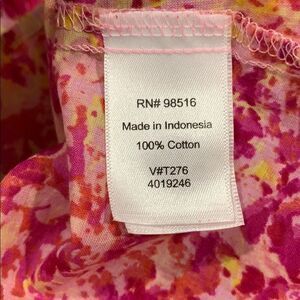 RN# 98516
Made in Indonesia
100% Cotton
V#T276
4019246